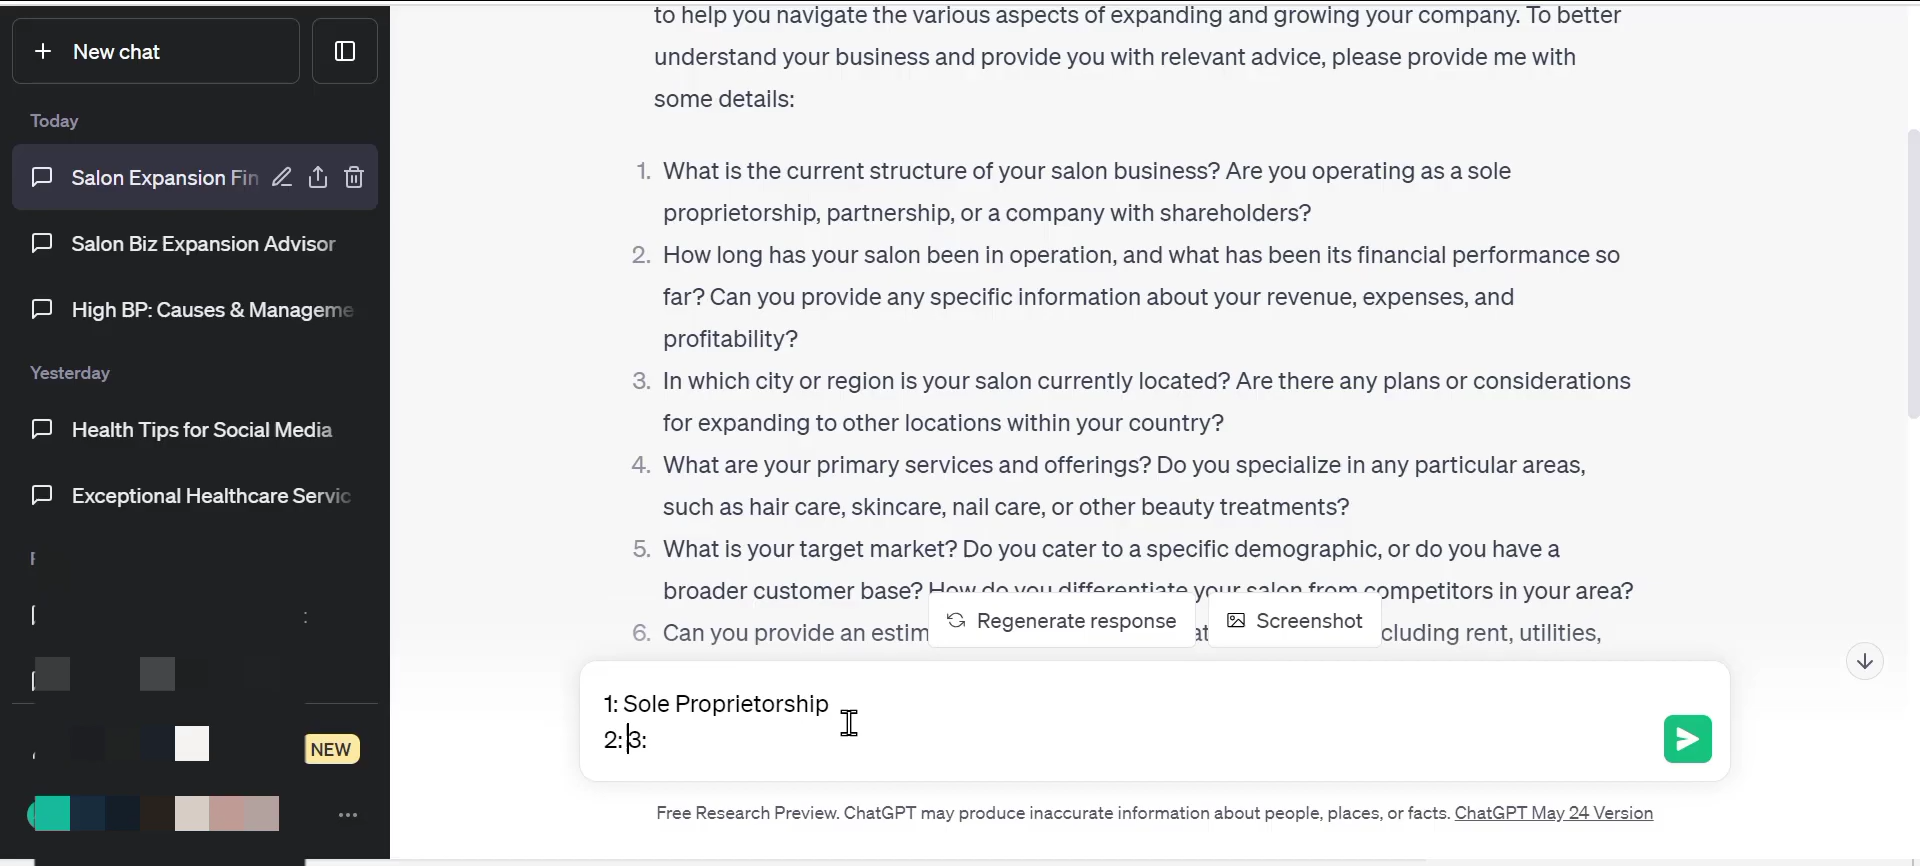 New chat
Today
Salon Expansion Fin
Salon Biz Expansion Advisor
High BP: Causes & Manageme
Yesterday
Health Tips for Social Media
Exceptional Healthcare Servic
NEW
to help you navigate the various aspects of expanding and growing your company. To better
understand your business and provide you with relevant advice, please provide me with
some details:
1. What is the current structure of your salon business? Are you operating as a sole
proprietorship, partnership, or a company with shareholders?
2. How long has your salon been in operation, and what has been its financial performance so
far? Can you provide any specific information about your revenue, expenses, and
profitability?
3. In which city or region is your salon currently located? Are there any plans or considerations
for expanding to other locations within your country?
4. What are your primary services and offerings? Do you specialize in any particular areas,
such as hair care, skincare, nail care, or other beauty treatments?
5. What is your target market? Do you cater to a specific demographic, or do you have a
broader customer base? How do you differentiate your salon from competitors in your area?
6. Can you provide an estim cluding rent, utilities,
Regenerate response
Screenshot
1: Sole Proprietorship
2:3:
Free Research Preview. ChatGPT may produce inaccurate information about people, places, or facts. ChatGPT May 24 Version